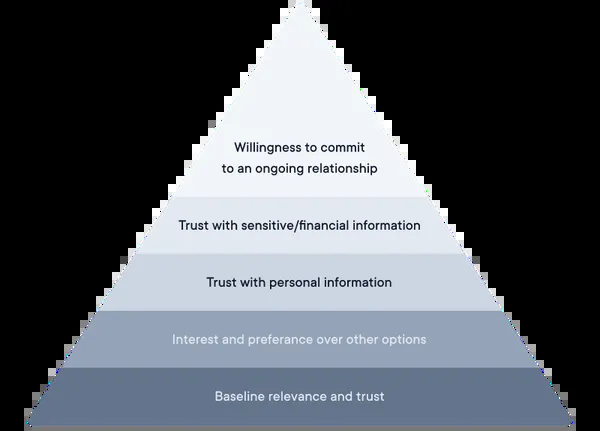 Willingness to commit
to an ongoing relationship
Trust with sensitive/financial information
Trust with personal information
Interest and preferance over other options
Baseline relevance and trust